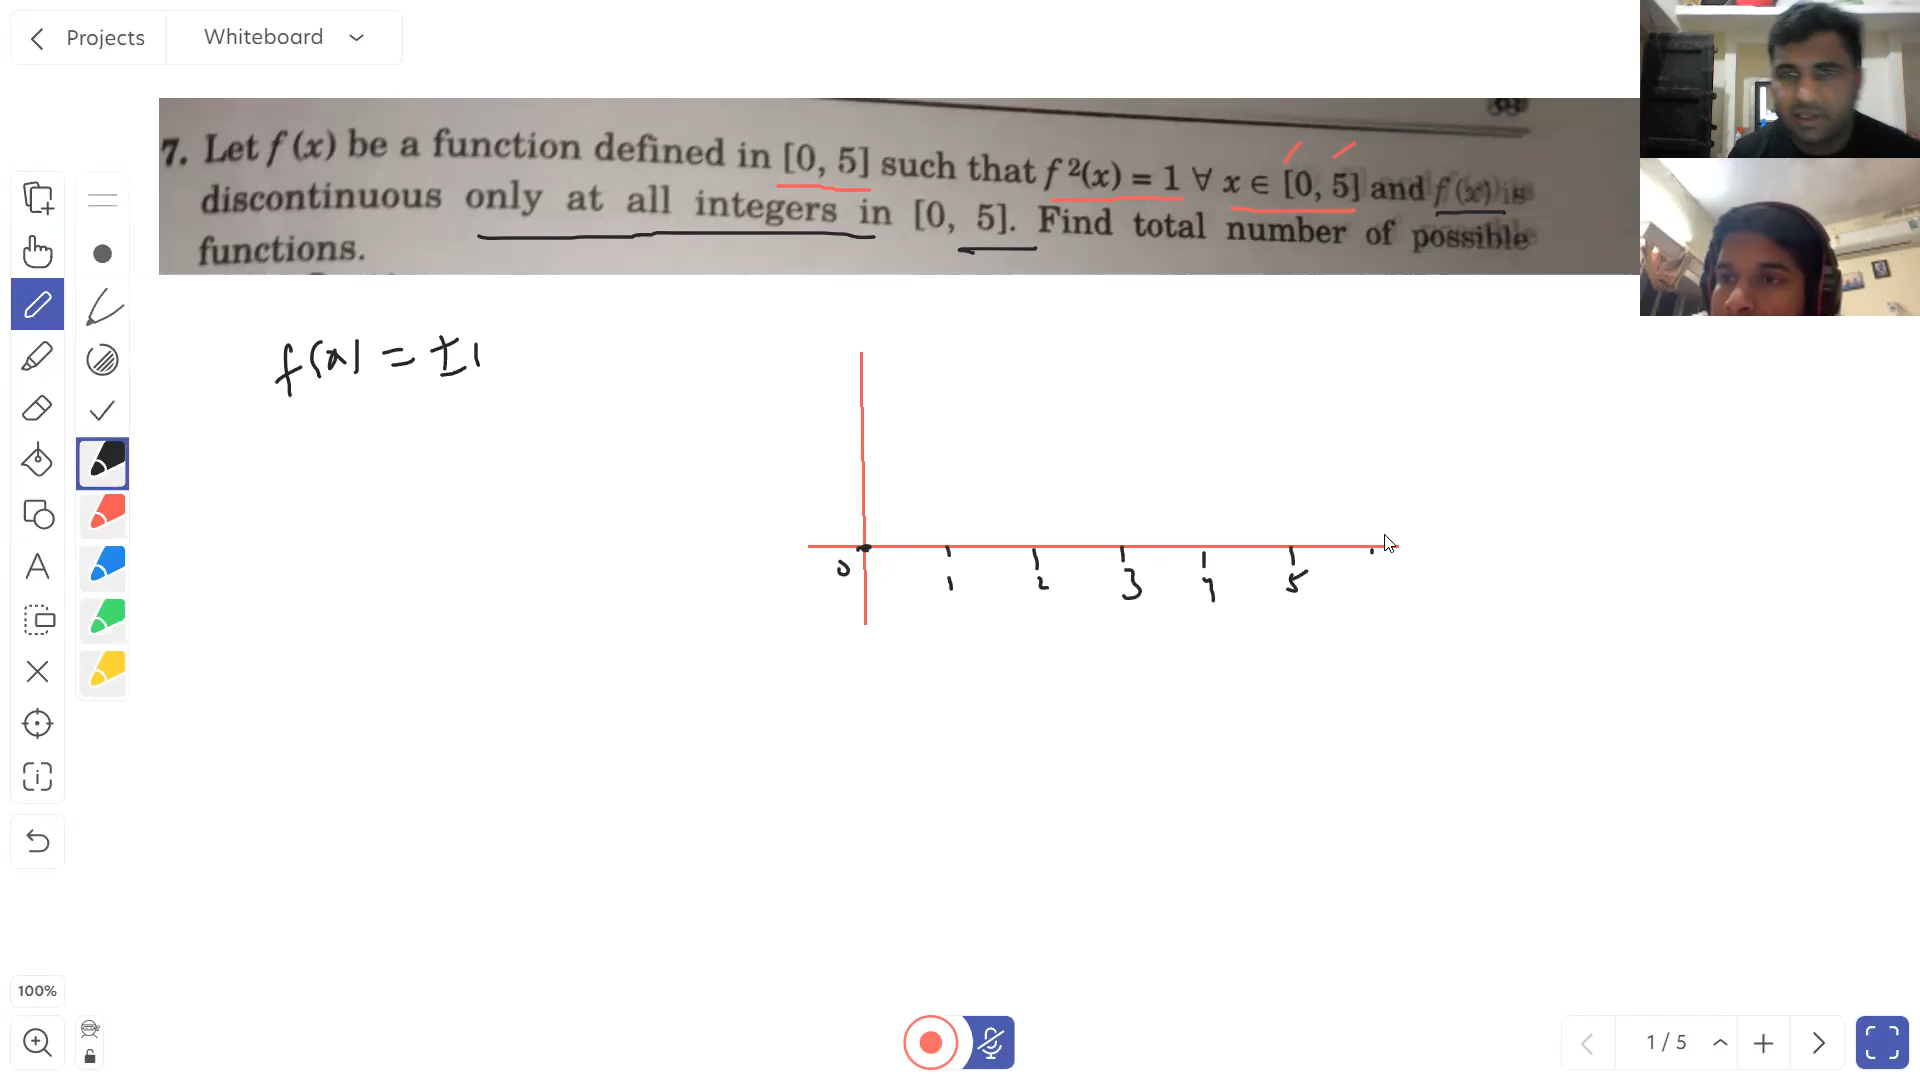 Projects
Whiteboard
7. Let f (x) be a function defined in [0, 5] such that f ²(x) = 1 ∀ x ∈ [0, 5] and f (x) is
discontinuous only at all integers in [0, 5]. Find total number of possible
functions.
f(x) = ±1
0 1 2 3 4 5
A
100%
1 / 5